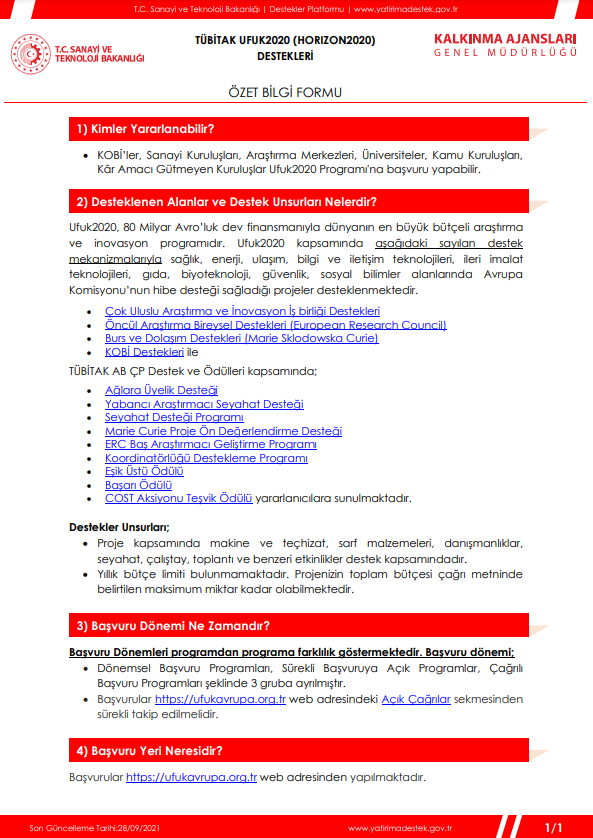 T.C. Sanayi ve Teknoloji Bakanlığı | Destekler Platformu | www.yatirimadestek.gov.tr
T.C. SANAYİ VE
TEKNOLOJİ BAKANLIĞI
TÜBİTAK UFUK2020 (HORIZON2020)
DESTEKLERİ
KALKINMA AJANSLARI
GENEL MÜDÜRLÜĞÜ
ÖZET BİLGİ FORMU
1) Kimler Yararlanabilir?
• KOBİ'ler, Sanayi Kuruluşları, Araştırma Merkezleri, Üniversiteler, Kamu Kuruluşları,
Kâr Amacı Gütmeyen Kuruluşlar Ufuk2020 Programı'na başvuru yapabilir.
2) Desteklenen Alanlar ve Destek Unsurları Nelerdir?
Ufuk2020, 80 Milyar Avro'luk dev finansmanıyla dünyanın en büyük bütçeli araştırma
ve inovasyon programıdır. Ufuk2020 kapsamında aşağıdaki sayılan destek
mekanizmalarıyla sağlık, enerji, ulaşım, bilgi ve iletişim teknolojileri, ileri imalat
teknolojileri, gıda, biyoteknoloji, güvenlik, sosyal bilimler alanlarında Avrupa
Komisyonu'nun hibe desteği sağladığı projeler desteklenmektedir.
• Çok Uluslu Araştırma ve İnovasyon İş birliği Destekleri
• Öncül Araştırma Bireysel Destekleri (European Research Council)
• Burs ve Dolaşım Destekleri (Marie Sklodowska Curie)
• KOBİ Destekleri ile
TÜBİTAK AB ÇP Destek ve Ödülleri kapsamında;
• Ağlara Üyelik Desteği
• Yabancı Araştırmacı Seyahat Desteği
• Seyahat Desteği Programı
• Marie Curie Proje Ön Değerlendirme Desteği
• ERC Baş Araştırmacı Geliştirme Programı
• Koordinatörlüğü Destekleme Programı
• Eşik Üstü Ödülü
• Başarı Ödülü
• COST Aksiyonu Teşvik Ödülü yararlanıcılara sunulmaktadır.
Destekler Unsurları;
• Proje kapsamında makine ve teçhizat, sarf malzemeleri, danışmanlıklar,
seyahat, çalıştay, toplantı ve benzeri etkinlikler destek kapsamındadır.
• Yıllık bütçe limiti bulunmamaktadır. Projenizin toplam bütçesi çağrı metninde
belirtilen maksimum miktar kadar olabilmektedir.
3) Başvuru Dönemi Ne Zamandır?
Başvuru Dönemleri programdan programa farklılık göstermektedir. Başvuru dönemi;
• Dönemsel Başvuru Programları, Sürekli Başvuruya Açık Programlar, Çağrılı
Başvuru Programları şeklinde 3 gruba ayrılmıştır.
• Başvurular https://ufukavrupa.org.tr web adresindeki Açık Çağrılar sekmesinden
sürekli takip edilmelidir.
4) Başvuru Yeri Neresidir?
Başvurular https://ufukavrupa.org.tr web adresinden yapılmaktadır.
Son Güncelleme Tarihi:28/09/2021
www.yatirimadestek.gov.tr
1/1